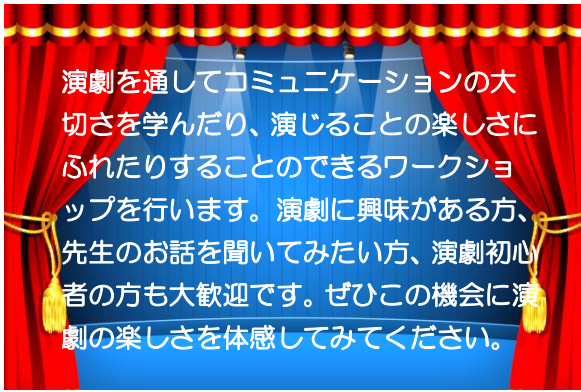 演劇を通してコミュニケーションの大
切さを学んだり、演じることの楽しさに
ふれたりすることのできるワークショ
ップを行います。演劇に興味がある方、
先生のお話を聞いてみたい方、演劇初心
者の方も大歓迎です。ぜひこの機会に演
劇の楽しさを体感してみてください。